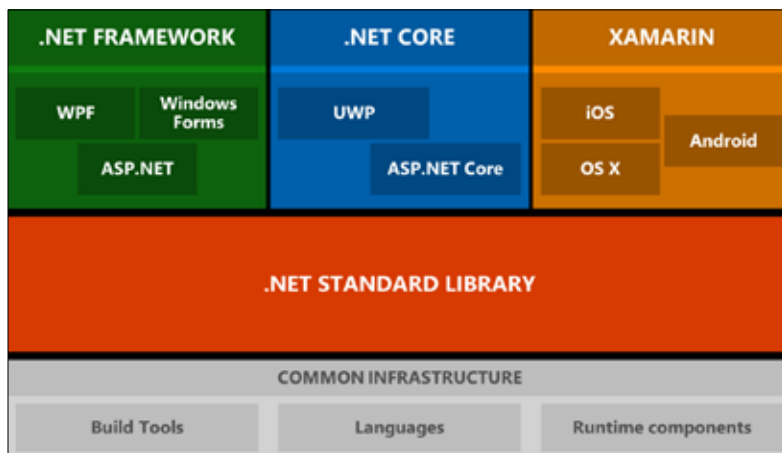 .NET FRAMEWORK
.NET CORE
XAMARIN
WPF
Windows
Forms
ASP.NET
UWP
ASP.NET Core
iOS
Android
OS X
.NET STANDARD LIBRARY
COMMON INFRASTRUCTURE
Build Tools
Languages
Runtime components